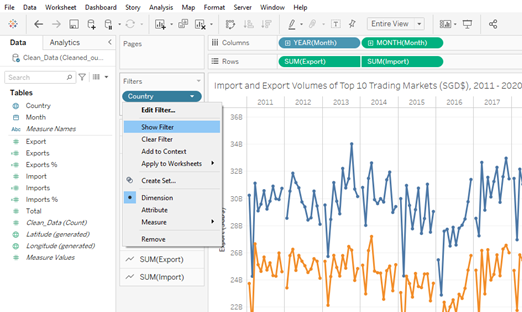 File Data Worksheet Dashboard Story Analysis Map Format Server Window Help
Entire View
Data Analytics
Clean_Data (Cleaned_ou...
Search
Tables
Country
Month
Abc Measure Names
Export
Exports
Exports %
Import
Imports
Imports %
Total
Clean_Data (Count)
Latitude (generated)
Longitude (generated)
Measure Values
Pages
Filters
Country
Edit Filter...
Show Filter
Clear Filter
Add to Context
Apply to Worksheets
Create Set...
Dimension
Attribute
Measure
Remove
SUM(Export)
SUM(Import)
Columns YEAR(Month) MONTH(Month)
Rows SUM(Export) SUM(Import)
Import and Export Volumes of Top 10 Trading Markets (SGD$), 2011 - 2020
2011 2012 2013 2014 2015 2016 2017
36B
34B
32B
30B
28B
26B
24B
22B